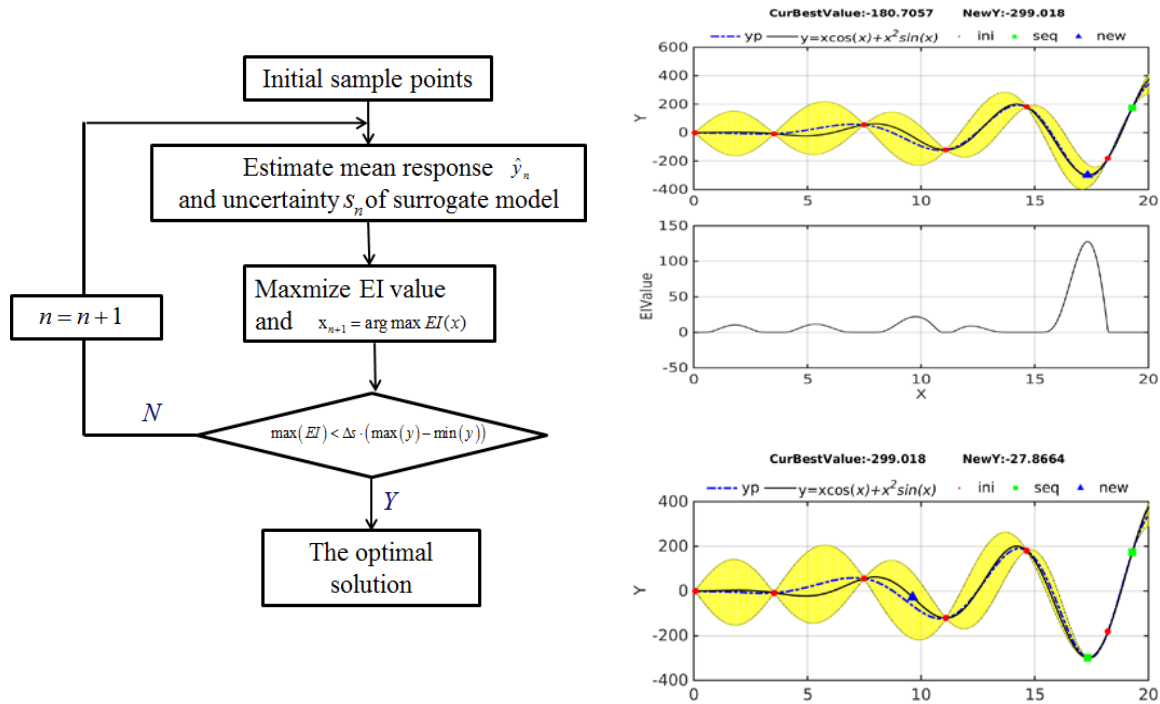 Initial sample points
Estimate mean response ŷₙ
and uncertainty sₙ of surrogate model
Maxmize EI value
and xₙ₊₁ = arg max EI(x)
n = n + 1
N
max(EI) < Δs · (max(y) − min(y))
Y
The optimal
solution
CurBestValue:-180.7057 NewY:-299.018
yp y=xcos(x)+x²sin(x) ini seq new
600
400
200
0
-200
-400
Y
0 5 10 15 20
150
100
50
0
-50
EIValue
0 5 10 15 20
X
CurBestValue:-299.018 NewY:-27.8664
yp y=xcos(x)+x²sin(x) ini seq new
400
200
0
-200
-400
Y
0 5 10 15 20